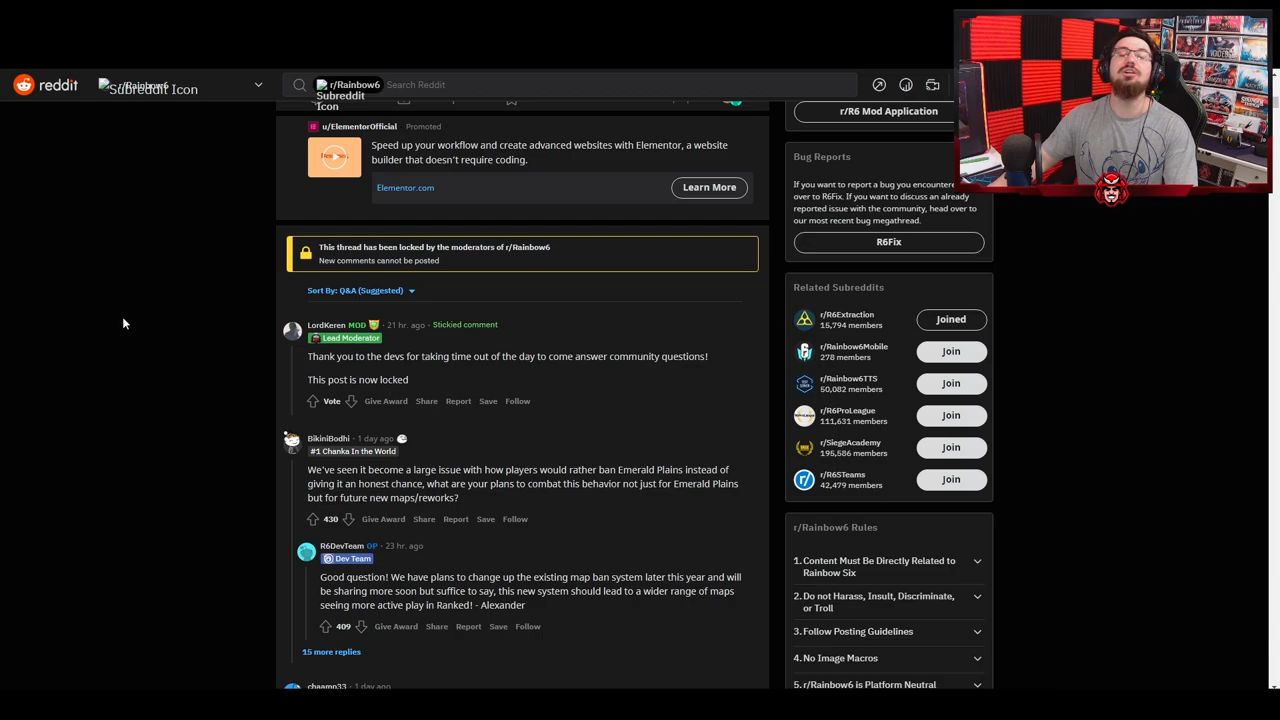 reddit
r/Rainbow6
Subreddit Icon
r/Rainbow6
Subreddit
Icon
Search Reddit
r/R6 Mod Application
u/ElementorOfficial Promoted
Speed up your workflow and create advanced websites with Elementor, a website
builder that doesn't require coding.
Elementor.com
Learn More
This thread has been locked by the moderators of r/Rainbow6
New comments cannot be posted
Sort By: Q&A (Suggested)
LordKeren MOD 21 hr. ago · Stickied comment
Lead Moderator
Thank you to the devs for taking time out of the day to come answer community questions!
This post is now locked
Vote Give Award Share Report Save Follow
BikiniBodhi · 1 day ago
#1 Chanka In the World
We've seen it become a large issue with how players would rather ban Emerald Plains instead of
giving it an honest chance, what are your plans to combat this behavior not just for Emerald Plains
but for future new maps/reworks?
430 Give Award Share Report Save Follow
R6DevTeam OP · 23 hr. ago
Dev Team
Good question! We have plans to change up the existing map ban system later this year and will
be sharing more soon but suffice to say, this new system should lead to a wider range of maps
seeing more active play in Ranked! - Alexander
409 Give Award Share Report Save Follow
15 more replies
chaamp33 · 1 day ago
Bug Reports
If you want to report a bug you encountere
over to R6Fix. If you want to discuss an already
reported issue with the community, head over to
our most recent bug megathread.
R6Fix
Related Subreddits
r/R6Extraction
15,794 members
Joined
r/Rainbow6Mobile
278 members
Join
r/Rainbow6TTS
50,082 members
Join
r/R6ProLeague
111,631 members
Join
r/SiegeAcademy
195,586 members
Join
r/R6STeams
42,479 members
Join
r/Rainbow6 Rules
1. Content Must Be Directly Related to
Rainbow Six
2. Do not Harass, Insult, Discriminate,
or Troll
3. Follow Posting Guidelines
4. No Image Macros
5. r/Rainbow6 is Platform Neutral